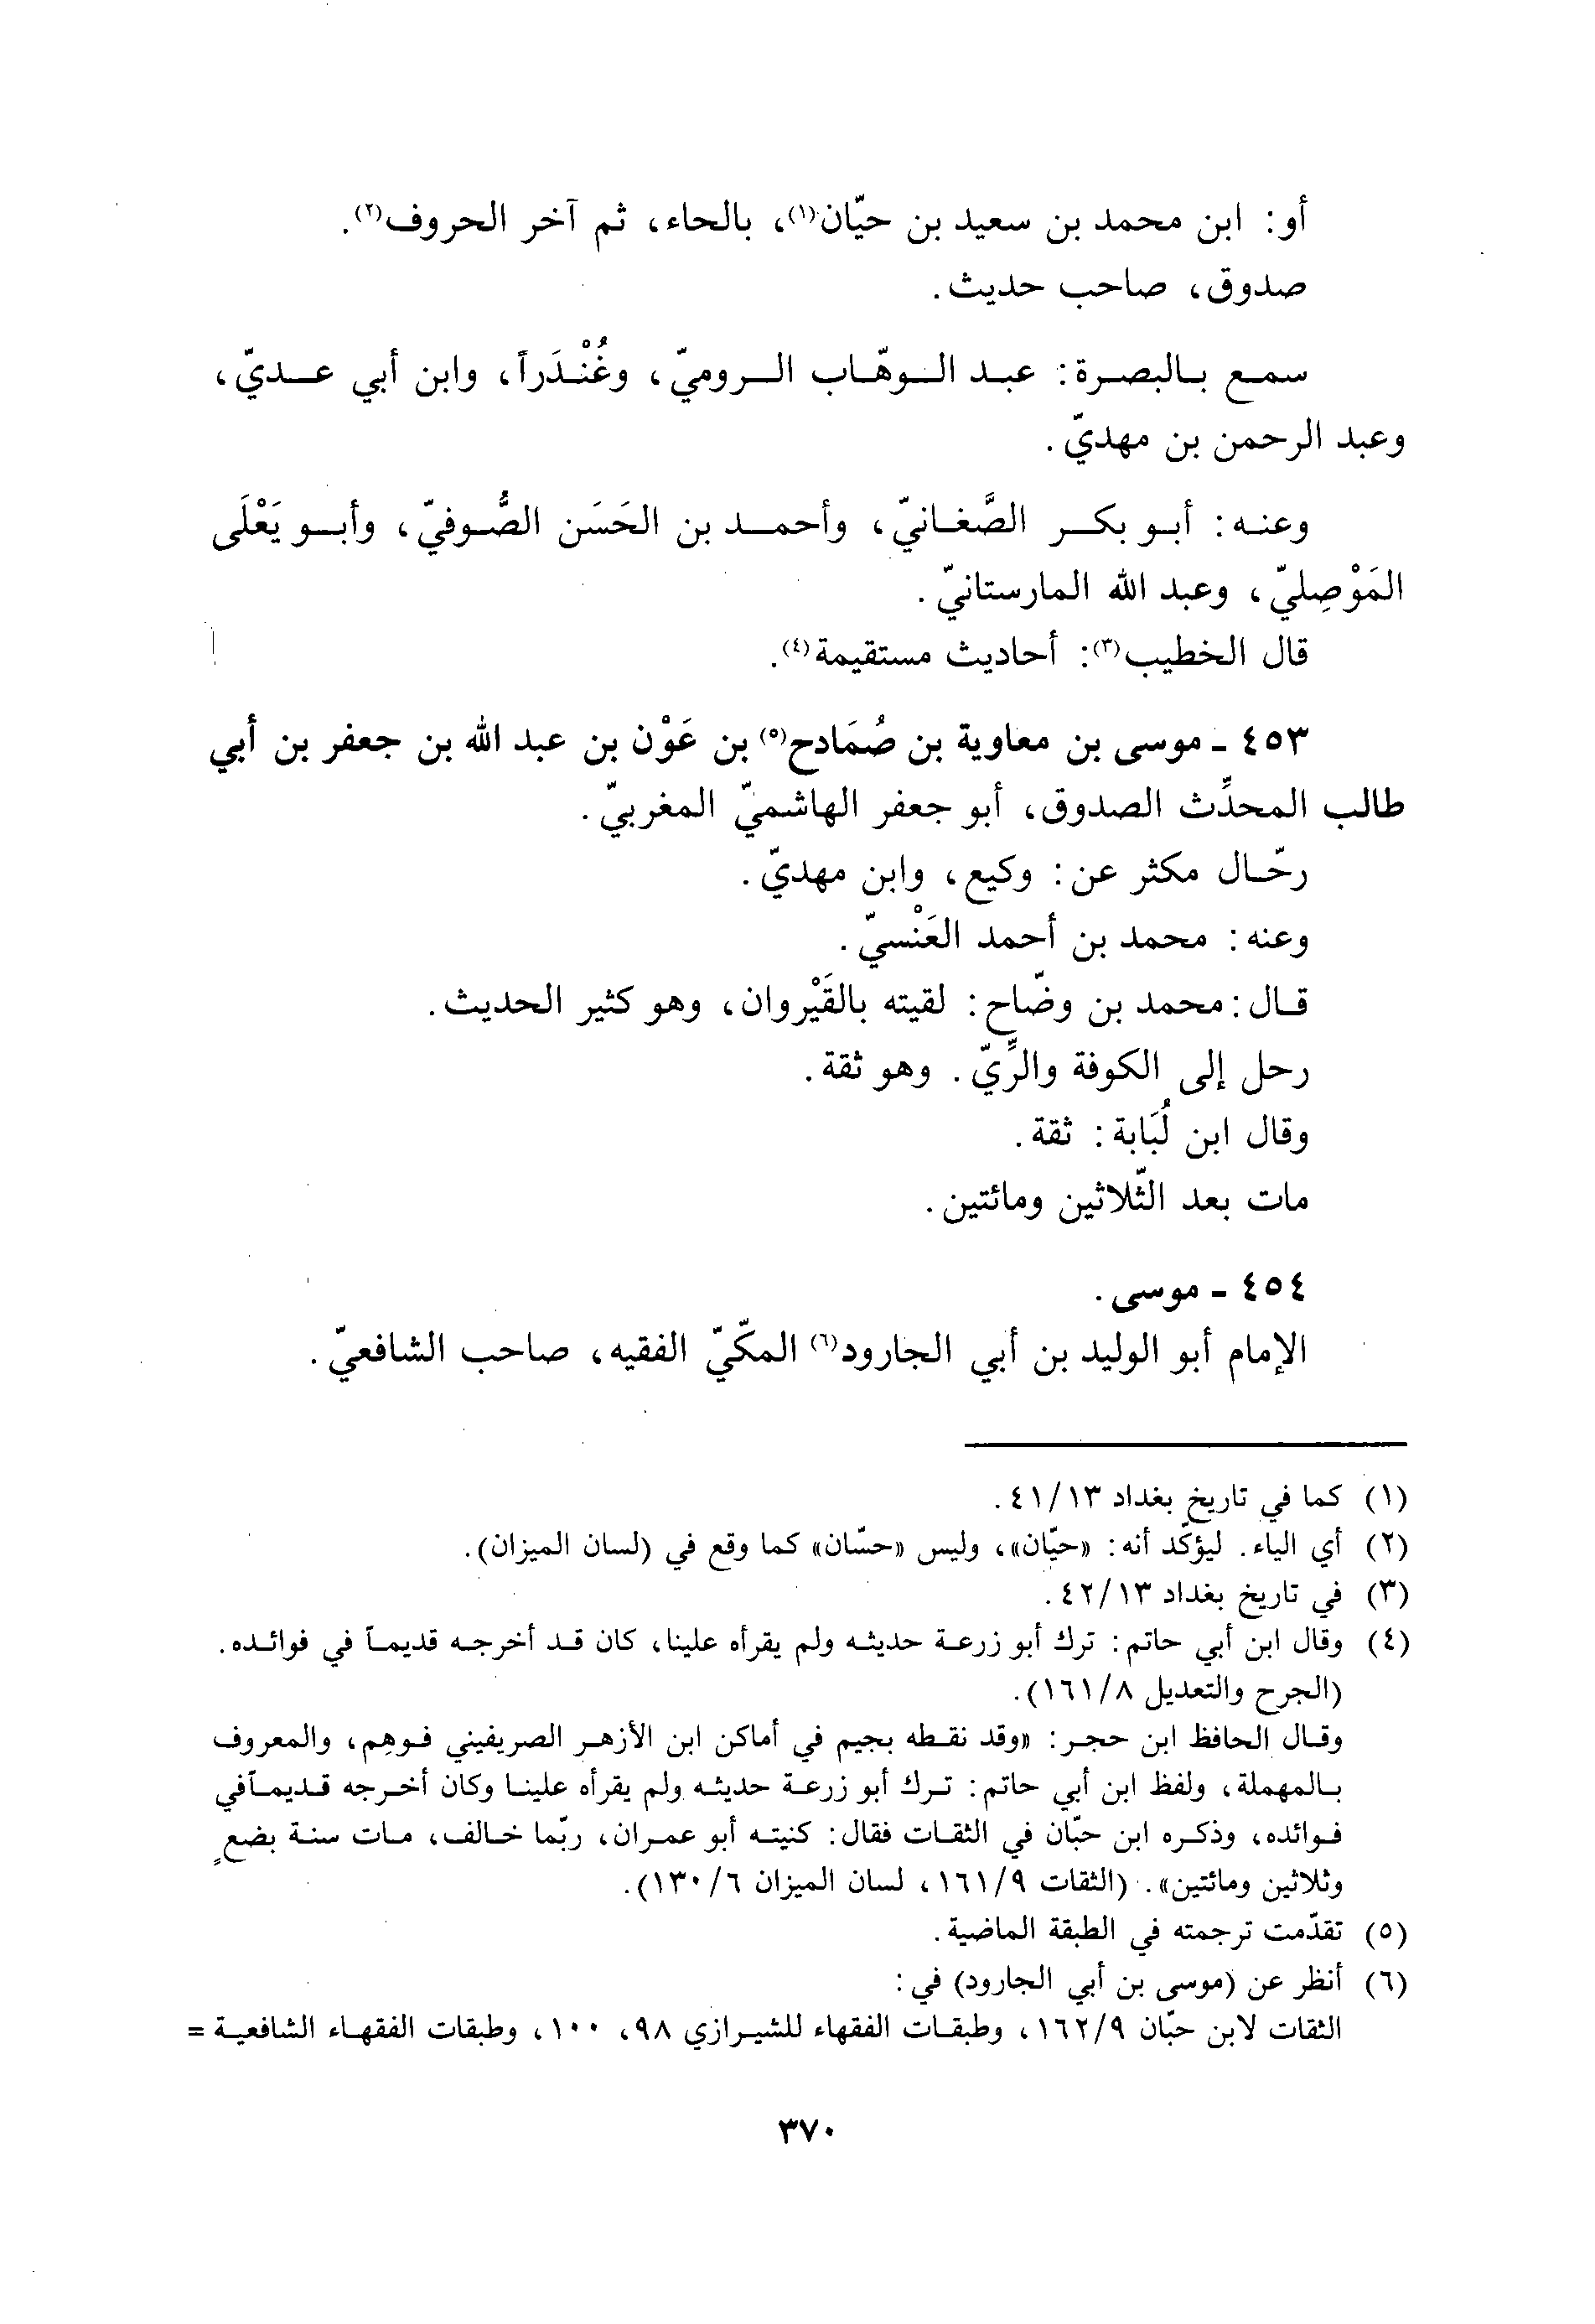 أو: ابن محمد بن سعيد بن حيّان(١)، بالحاء، ثم آخر الحروف(٢).
صدوق، صاحب حديث.
سمع بالبصرة: عبد الوهّاب الروميّ، وغُنْدَراً، وابن أبي عديّ،
وعبد الرحمن بن مهديّ.
وعنه: أبو بكر الصَّغانيّ، وأحمد بن الحَسَن الصُّوفيّ، وأبو يَعْلَى
المَوْصِليّ، وعبد الله المارستانيّ.
قال الخطيب(٣): أحاديث مستقيمة(٤).
٤٥٣ - موسى بن معاوية بن صُمَادح(٥) بن عَوْن بن عبد الله بن جعفر بن أبي
طالب المحدِّث الصدوق، أبو جعفر الهاشميّ المغربيّ.
رحّال مكثر عن: وكيع، وابن مهديّ.
وعنه: محمد بن أحمد العَنْسيّ.
قال: محمد بن وضّاح: لقيته بالقَيْروان، وهو كثير الحديث.
رحل إلى الكوفة والرِّيّ. وهو ثقة.
وقال ابن لُبَابة: ثقة.
مات بعد الثّلاثين ومائتين.
٤٥٤ - موسى.
الإمام أبو الوليد بن أبي الجارود(٦) المكّيّ الفقيه، صاحب الشافعيّ.
(١) كما في تاريخ بغداد ٤١/١٣.
(٢) أي الياء. ليؤكّد أنه: «حيّان»، وليس «حسّان» كما وقع في (لسان الميزان).
(٣) في تاريخ بغداد ٤٢/١٣.
(٤) وقال ابن أبي حاتم: ترك أبو زرعة حديثه ولم يقرأه علينا، كان قد أخرجه قديماً في فوائده.
(الجرح والتعديل ١٦١/٨).
وقال الحافظ ابن حجر: «وقد نقطه بجيم في أماكن ابن الأزهر الصريفيني فوهِم، والمعروف
بالمهملة، ولفظ ابن أبي حاتم: ترك أبو زرعة حديثه ولم يقرأه علينا وكان أخرجه قديماً في
فوائده، وذكره ابن حبّان في الثقات فقال: كنيته أبو عمران، ربّما خالف، مات سنة بضعٍ
وثلاثين ومائتين». (الثقات ١٦١/٩، لسان الميزان ١٣٠/٦).
(٥) تقدّمت ترجمته في الطبقة الماضية.
(٦) أنظر عن (موسى بن أبي الجارود) في:
الثقات لابن حبّان ١٦٢/٩، وطبقات الفقهاء للشيرازي ٩٨، ١٠٠، وطبقات الفقهاء الشافعية =
٣٧٠